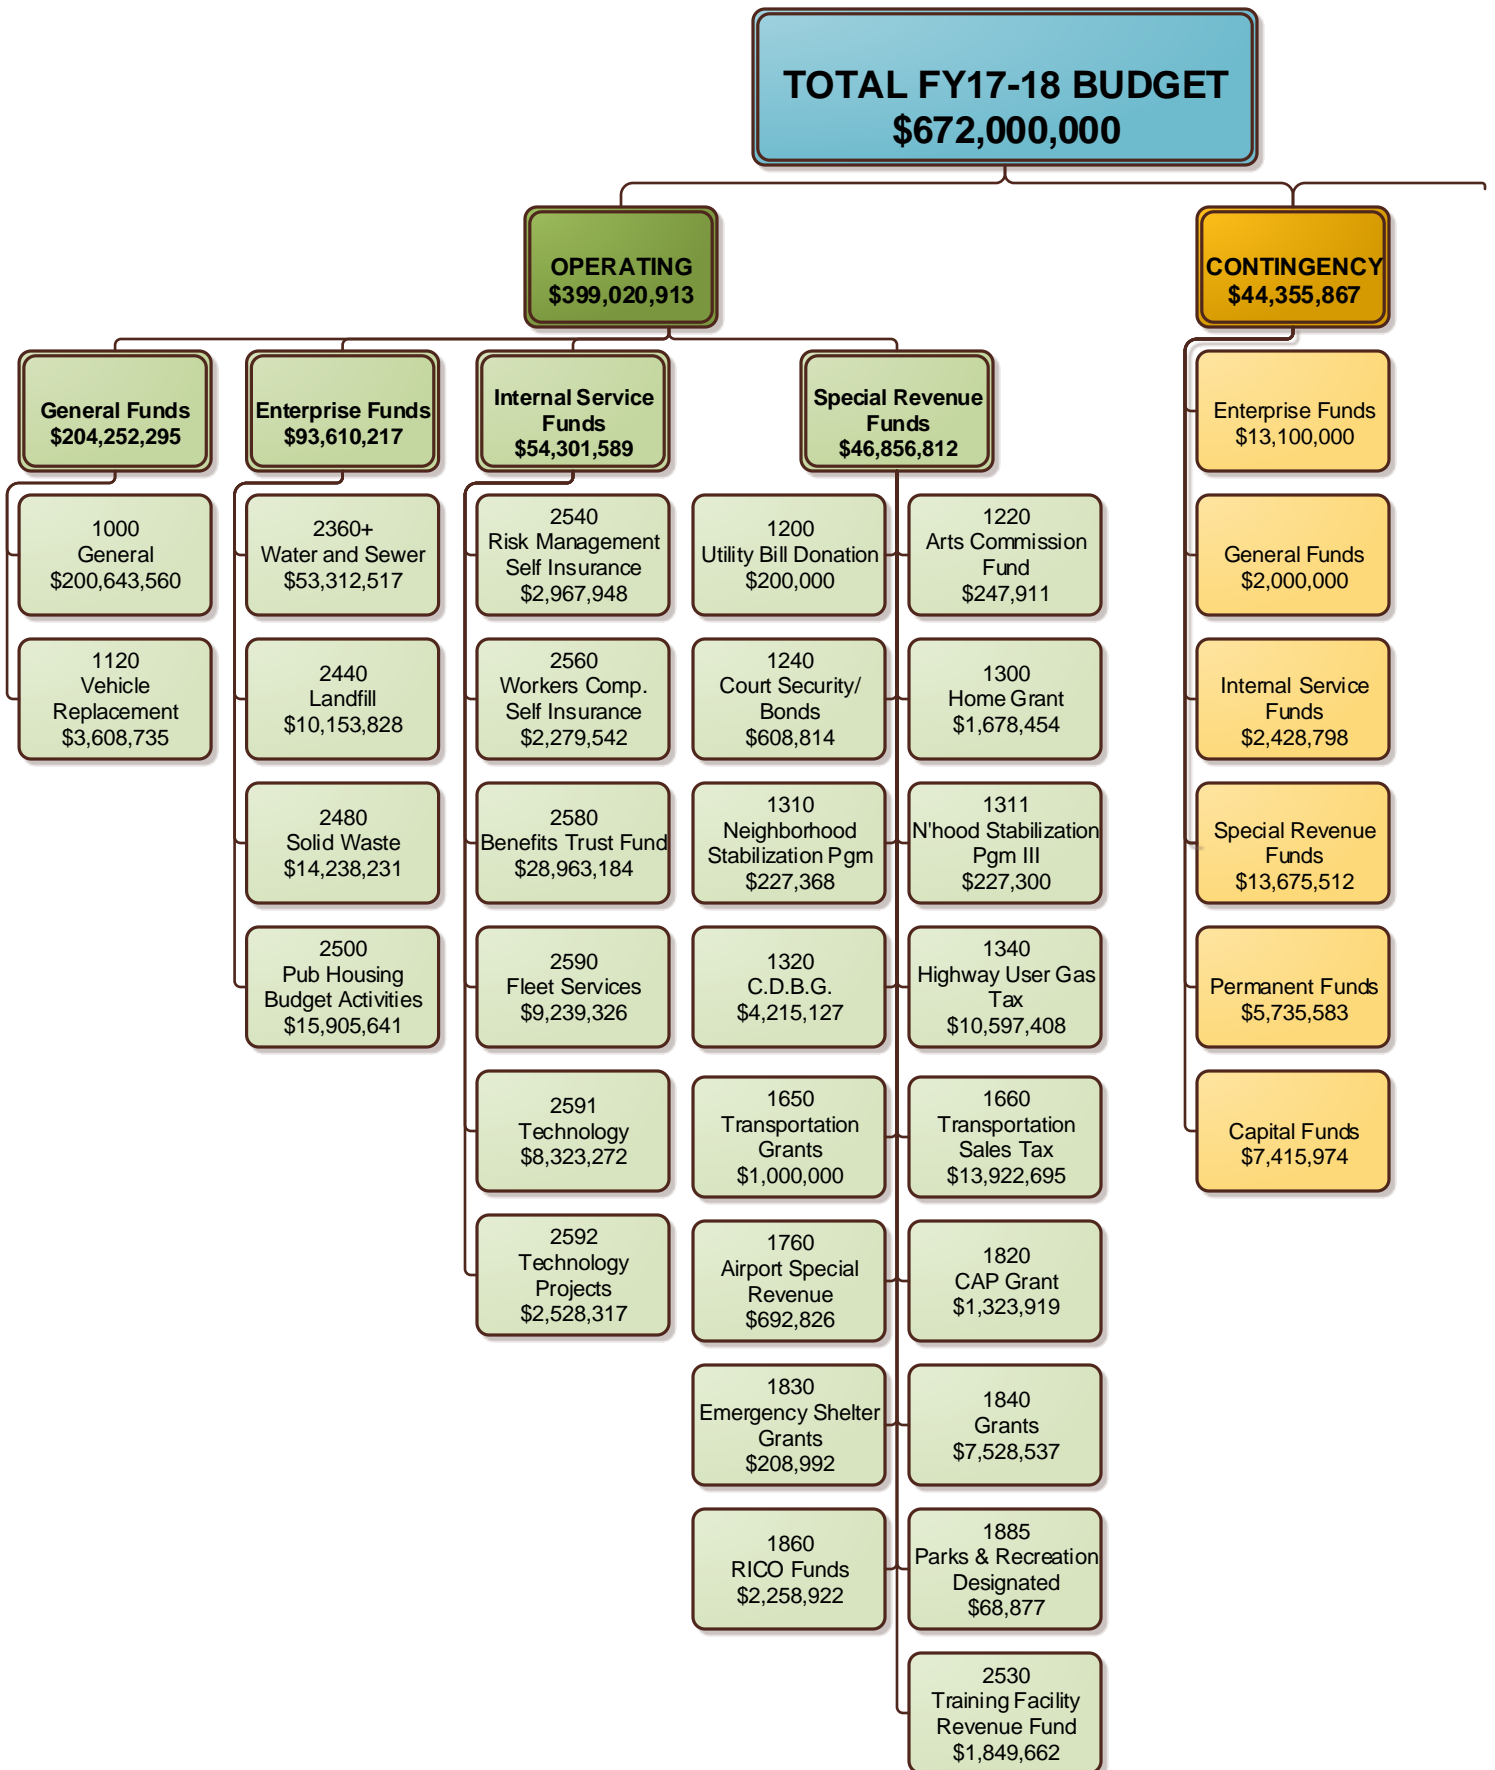 TOTAL FY17-18 BUDGET
$672,000,000
OPERATING
$399,020,913
CONTINGENCY
$44,355,867
General Funds
$204,252,295
Enterprise Funds
$93,610,217
Internal Service
Funds
$54,301,589
Special Revenue
Funds
$46,856,812
Enterprise Funds
$13,100,000
1000
General
$200,643,560
2360+
Water and Sewer
$53,312,517
2540
Risk Management
Self Insurance
$2,967,948
1200
Utility Bill Donation
$200,000
1220
Arts Commission
Fund
$247,911
General Funds
$2,000,000
1120
Vehicle
Replacement
$3,608,735
2440
Landfill
$10,153,828
2560
Workers Comp.
Self Insurance
$2,279,542
1240
Court Security/
Bonds
$608,814
1300
Home Grant
$1,678,454
Internal Service
Funds
$2,428,798
2480
Solid Waste
$14,238,231
2580
Benefits Trust Fund
$28,963,184
1310
Neighborhood
Stabilization Pgm
$227,368
1311
N'hood Stabilization
Pgm III
$227,300
Special Revenue
Funds
$13,675,512
2500
Pub Housing
Budget Activities
$15,905,641
2590
Fleet Services
$9,239,326
1320
C.D.B.G.
$4,215,127
1340
Highway User Gas
Tax
$10,597,408
Permanent Funds
$5,735,583
2591
Technology
$8,323,272
1650
Transportation
Grants
$1,000,000
1660
Transportation
Sales Tax
$13,922,695
Capital Funds
$7,415,974
2592
Technology
Projects
$2,528,317
1760
Airport Special
Revenue
$692,826
1820
CAP Grant
$1,323,919
1830
Emergency Shelter
Grants
$208,992
1840
Grants
$7,528,537
1860
RICO Funds
$2,258,922
1885
Parks & Recreation
Designated
$68,877
2530
Training Facility
Revenue Fund
$1,849,662